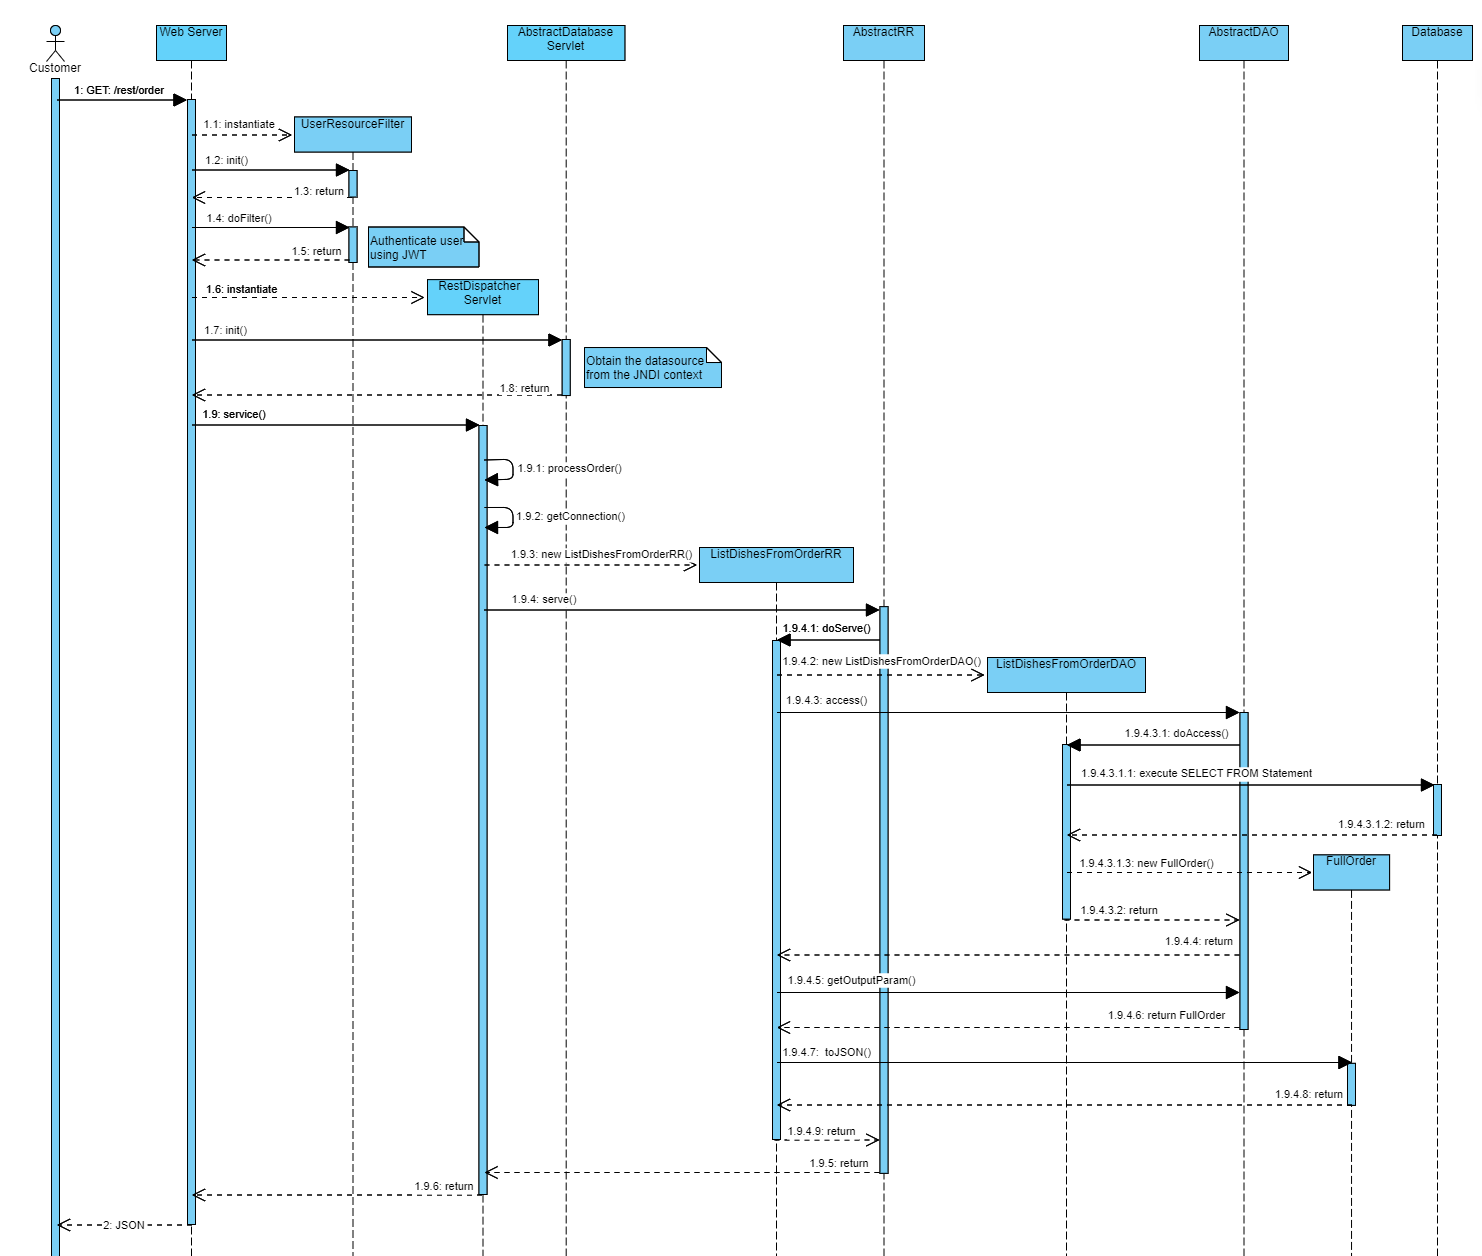 Customer
Web Server
AbstractDatabase
Servlet
AbstractRR
AbstractDAO
Database
1: GET: /rest/order
1.1: instantiate
UserResourceFilter
1.2: init()
1.3: return
1.4: doFilter()
Authenticate user
using JWT
1.5: return
1.6: instantiate
RestDispatcher
Servlet
1.7: init()
Obtain the datasource
from the JNDI context
1.8: return
1.9: service()
1.9.1: processOrder()
1.9.2: getConnection()
1.9.3: new ListDishesFromOrderRR()
ListDishesFromOrderRR
1.9.4: serve()
1.9.4.1: doServe()
1.9.4.2: new ListDishesFromOrderDAO()
ListDishesFromOrderDAO
1.9.4.3: access()
1.9.4.3.1: doAccess()
1.9.4.3.1.1: execute SELECT FROM Statement
1.9.4.3.1.2: return
1.9.4.3.1.3: new FullOrder()
FullOrder
1.9.4.3.2: return
1.9.4.4: return
1.9.4.5: getOutputParam()
1.9.4.6: return FullOrder
1.9.4.7: toJSON()
1.9.4.8: return
1.9.4.9: return
1.9.5: return
1.9.6: return
2: JSON